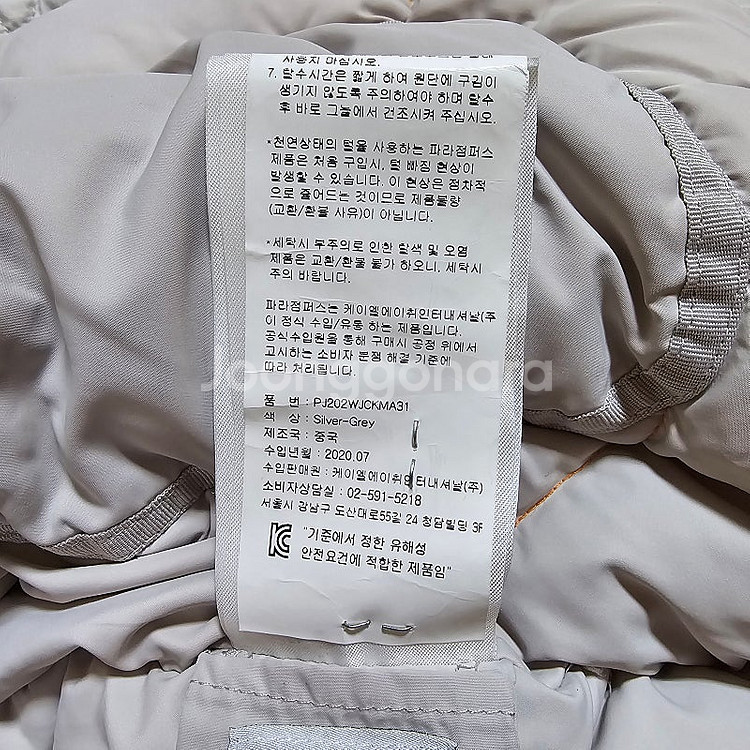 사용지 마십시오.
7. 탈수시간은 짧게 하여 원단에 구김이
생기지 않도록 주의하여야 하며 탈수
후 바로 그늘에서 건조시켜 주십시오.
*천연상태의 털을 사용하는 파라점퍼스
제품은 처음 구입시, 털 빠짐 현상이
발생할 수 있습니다. 이 현상은 점차적
으로 줄어드는 것이므로 제품불량
(교환/환불 사유)이 아닙니다.
*세탁시 부주의로 인한 탈색 및 오염
제품은 교환/환불 불가 하오니, 세탁시
주의 바랍니다.
파라점퍼스는 케이엘에이취인터내셔날(주)
이 정식 수입/유통 하는 제품입니다.
공식수입원을 통해 구매시 공정 위에서
고시하는 소비자 분쟁 해결 기준에
따라 처리됩니다.
Joonggonara
품 번 : PJ202WJCKMA31
색 상 : Silver-Grey
제조국 : 중국
수입년월 : 2020.07
수입판매원 : 케이엘에이취인터내셔날(주)
소비자상담실 : 02-591-5218
서울시 강남구 도산대로55길 24 청담빌딩 3F
"기준에서 정한 유해성
안전요건에 적합한 제품임"